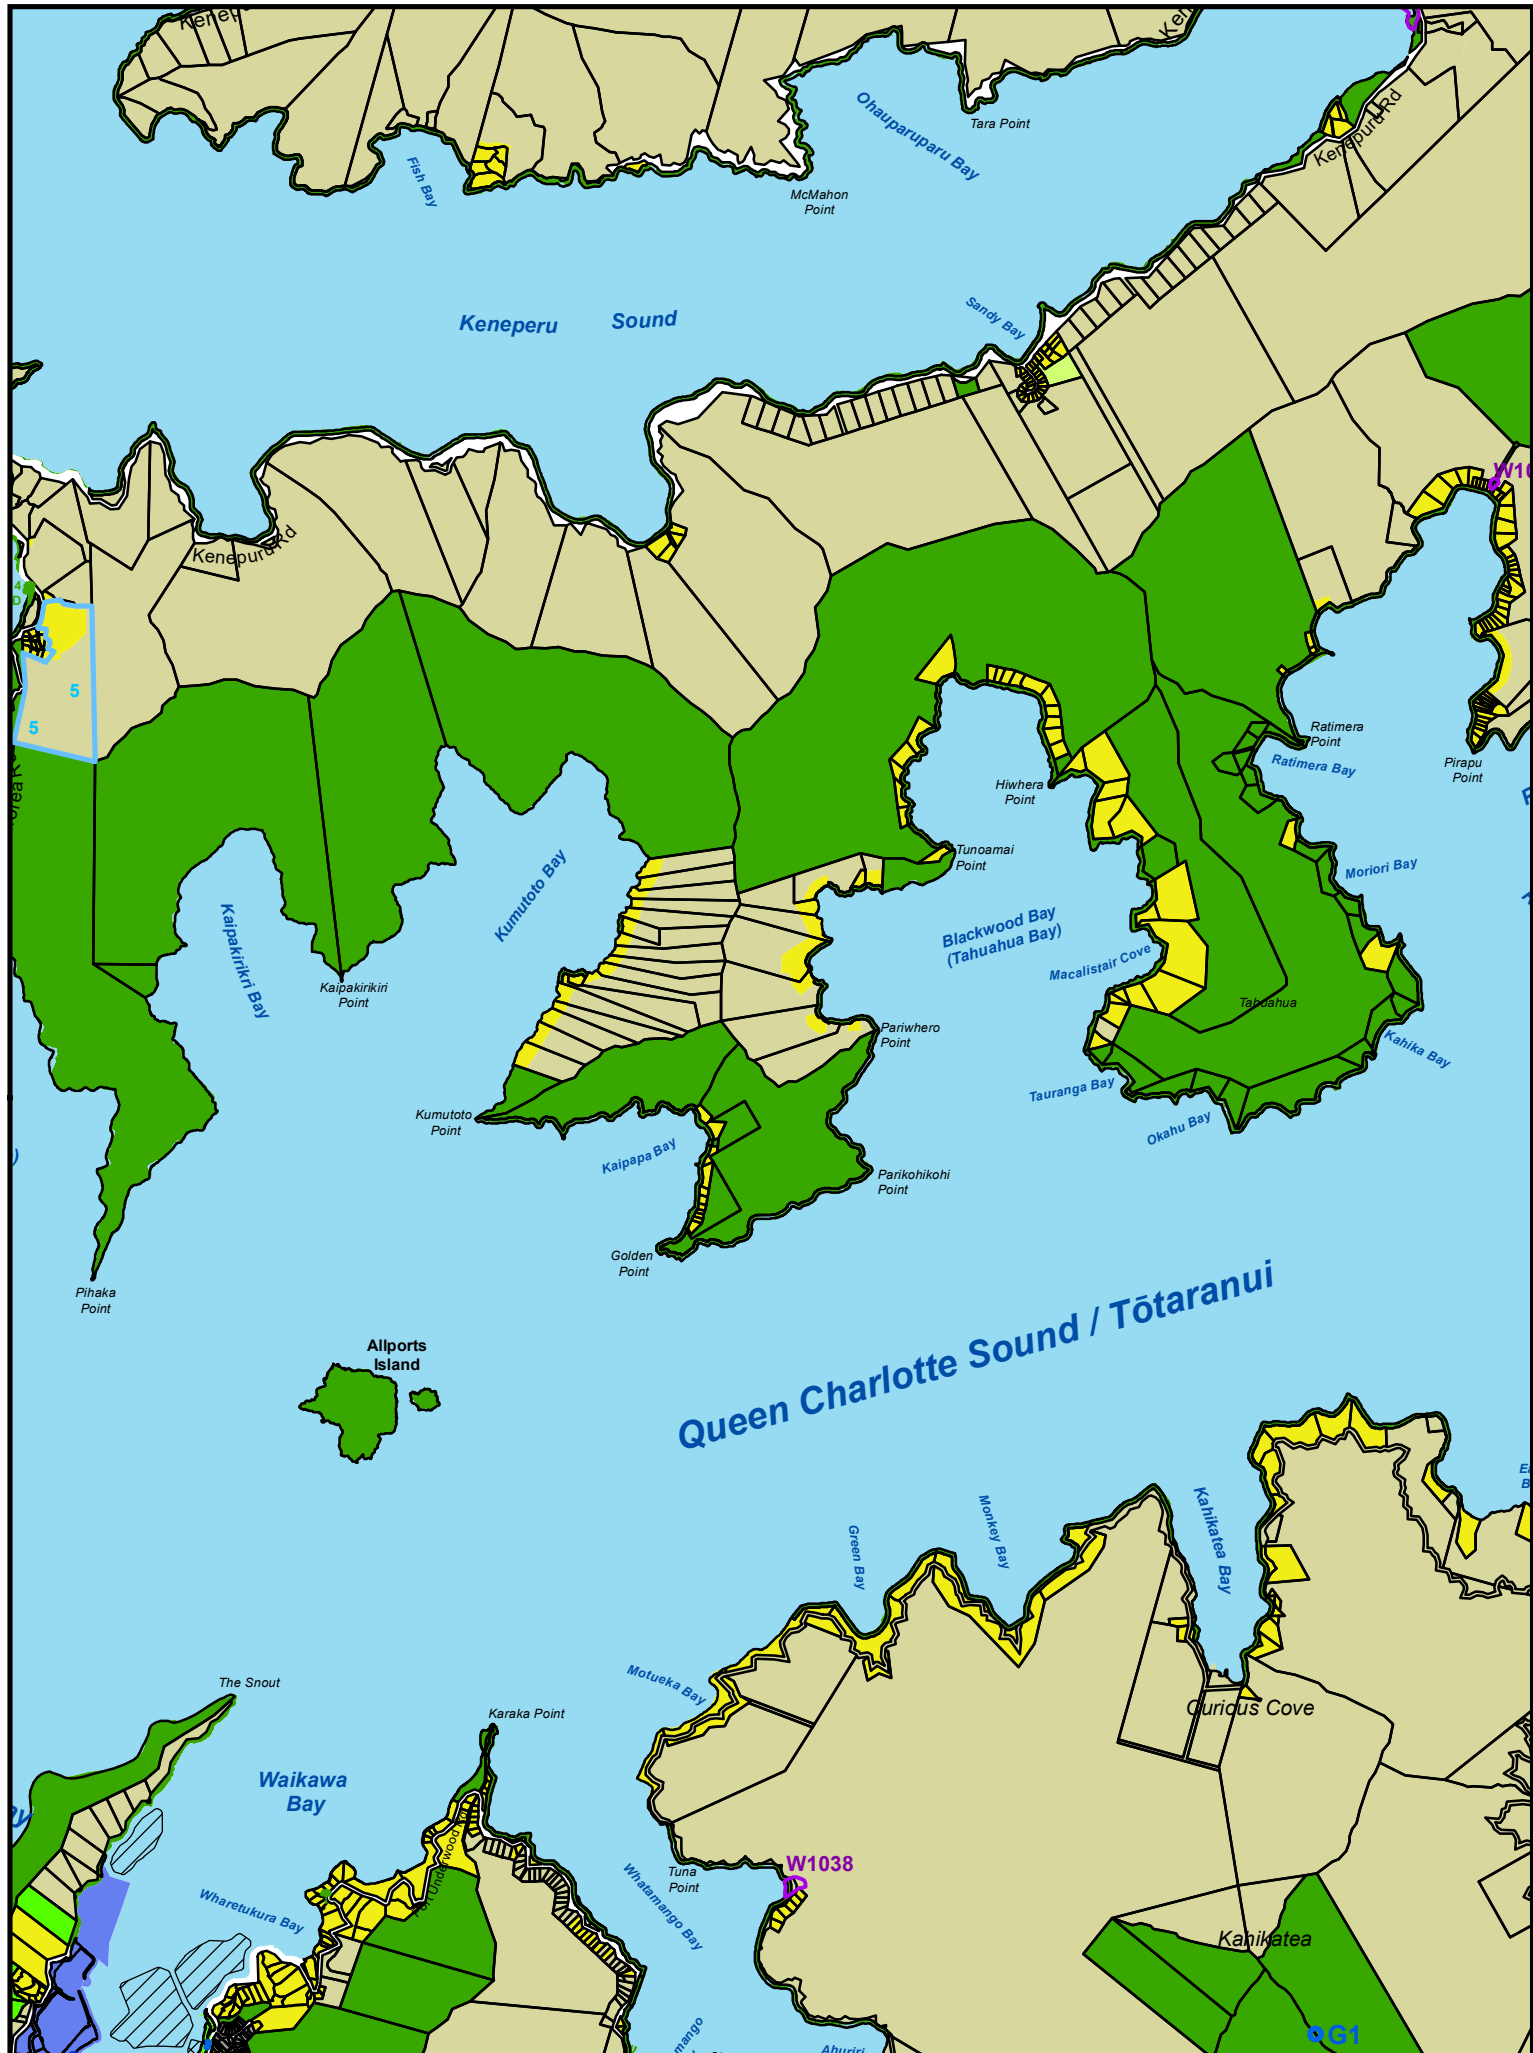 Kenepuru Rd
Tara Point
Ohauparuparu Bay
Fish Bay
McMahon
Point
Keneperu Sound
Sandy Bay
W10
Kenepuru Rd
4
D
5
5
Ratimera
Point
Ratimera Bay
Pirapu
Point
Hiwhera
Point
Tunoamai
Point
Moriori Bay
Kumutoto Bay
Blackwood Bay
(Tahuahua Bay)
Macalistair Cove
Kaipakirikri Bay
Kaipakirikiri
Point
Tahuahua
Pariwhero
Point
Kahika Bay
Tauranga Bay
Okahu Bay
Kumutoto
Point
Kaipapa Bay
Parikohikohi
Point
Golden
Point
Pihaka
Point
Queen Charlotte Sound / Tōtaranui
Allports
Island
Kahikatea Bay
Monkey Bay
Green Bay
Motueka Bay
The Snout
Karaka Point
Curious Cove
Waikawa
Bay
Tuna
Point
W1038
Whatamango Bay
Wharetukura Bay
Kahikatea
G1
mango
Ahuriri